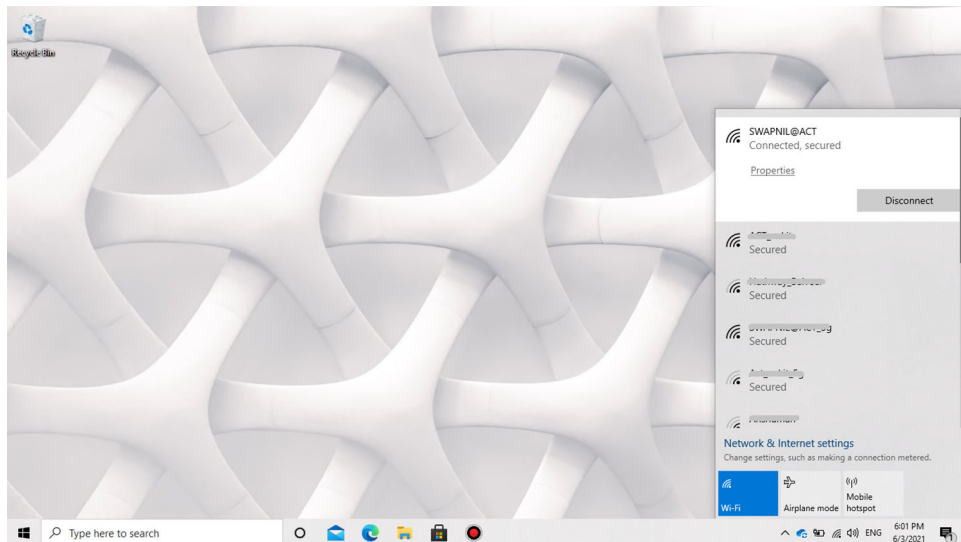 Recycle Bin
SWAPNIL@ACT
Connected, secured
Properties
Disconnect
Secured
Secured
Secured
Secured
Network & Internet settings
Change settings, such as making a connection metered.
Wi-Fi
Airplane mode
Mobile
hotspot
Type here to search
ENG
6:01 PM
6/3/2021
1